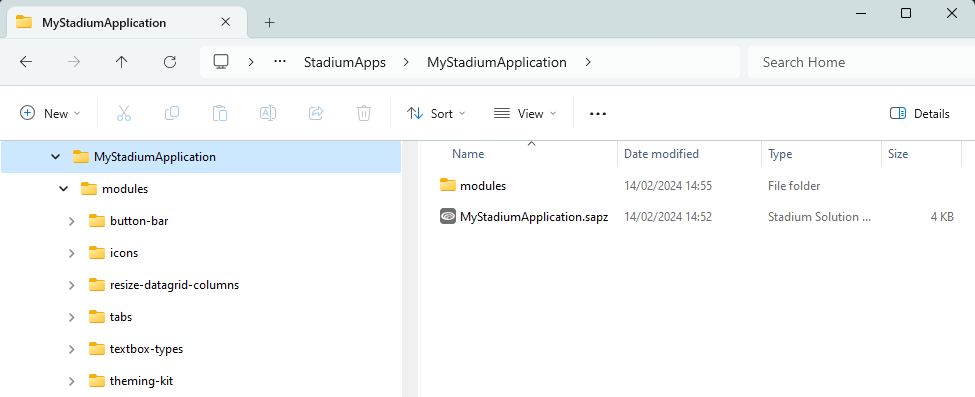 MyStadiumApplication
StadiumApps MyStadiumApplication Search Home
New Sort View Details
MyStadiumApplication
modules
button-bar
icons
resize-datagrid-columns
tabs
textbox-types
theming-kit
Name Date modified Type Size
modules 14/02/2024 14:55 File folder
MyStadiumApplication.sapz 14/02/2024 14:52 Stadium Solution ... 4 KB